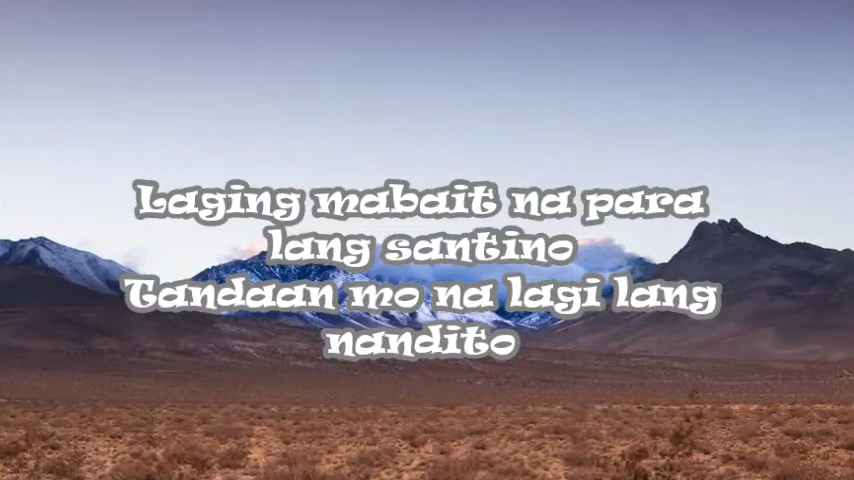 Laging mabait na para
lang santino
Tandaan mo na lagi lang
nandito